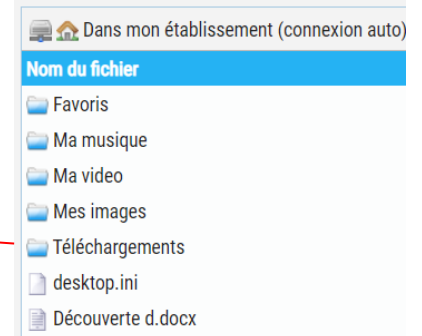 Dans mon établissement (connexion auto)
Nom du fichier
Favoris
Ma musique
Ma video
Mes images
Téléchargements
desktop.ini
Découverte d.docx